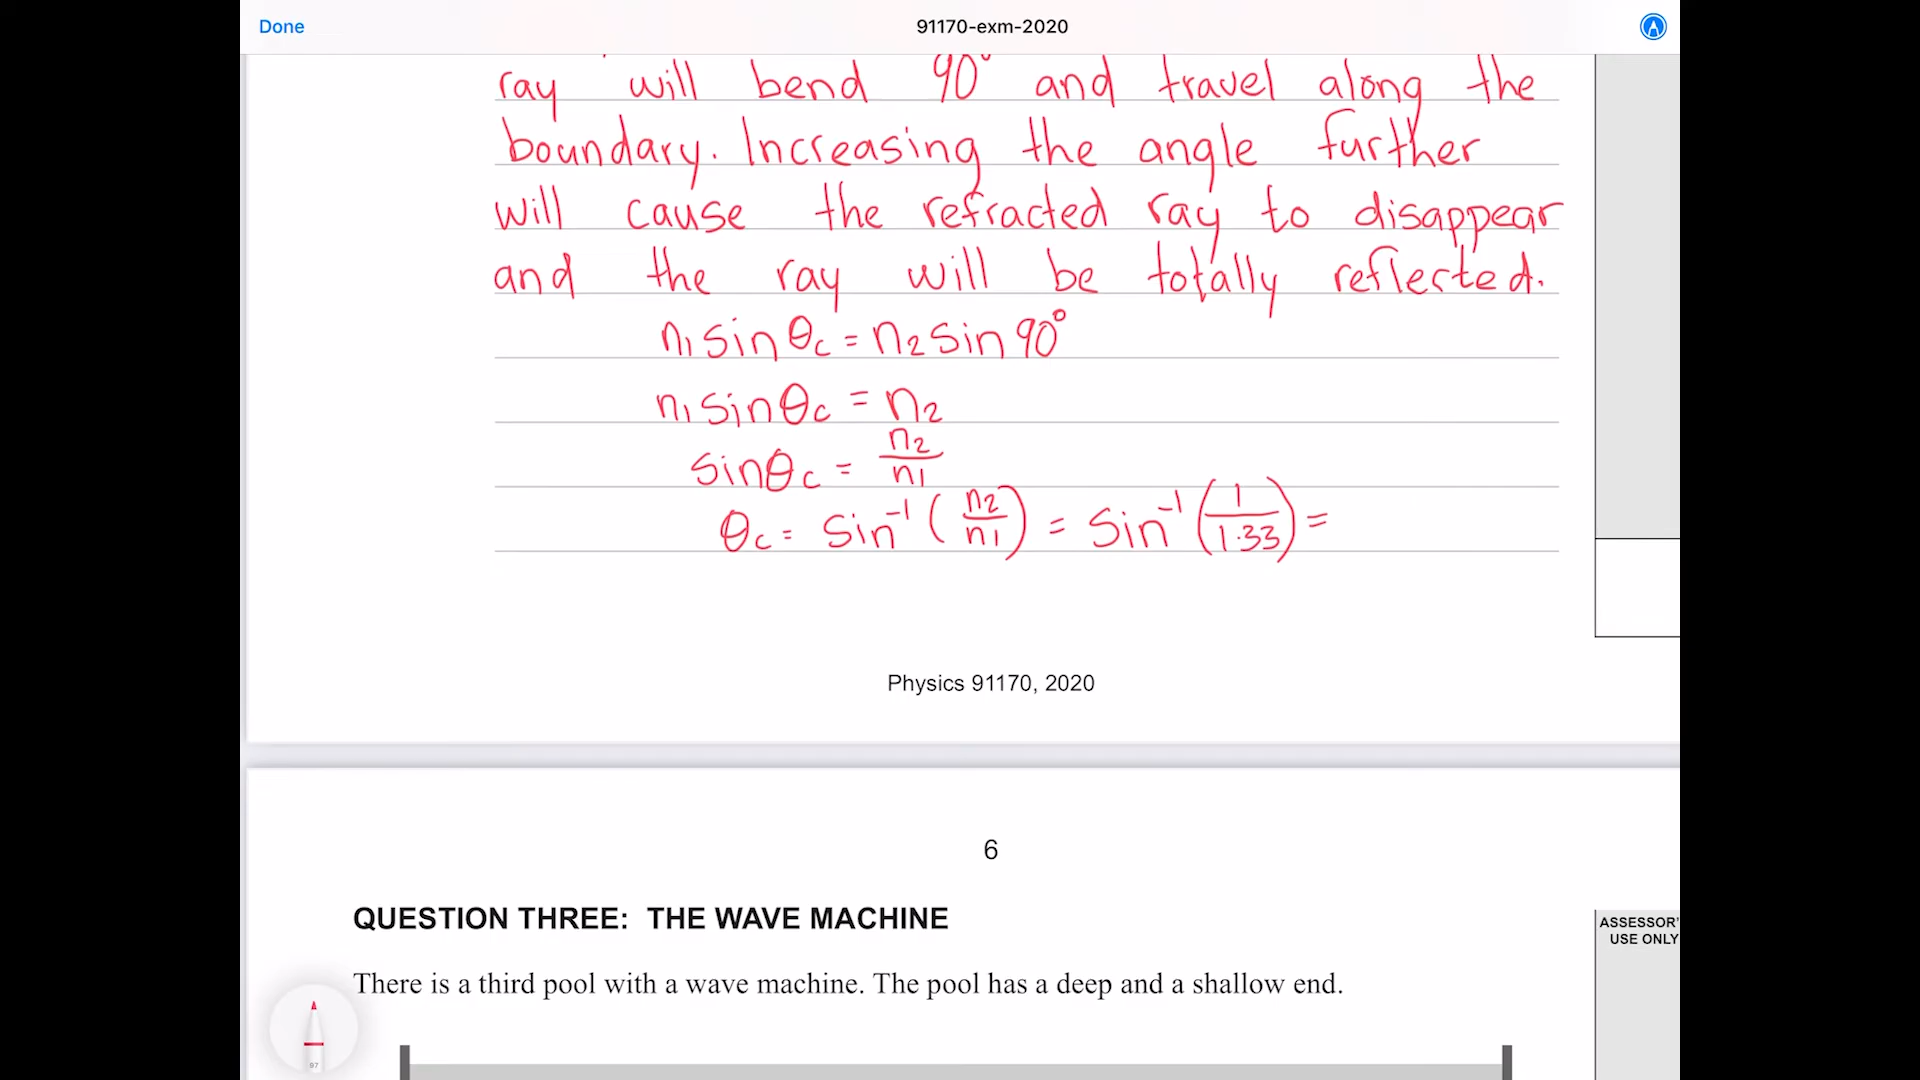 Done
91170-exm-2020
ray will bend 90° and travel along the
boundary. Increasing the angle further
will cause the refracted ray to disappear
and the ray will be totally reflected.
n₁ sin θc = n₂ sin 90°
n₁ sin θc = n₂
sin θc = n₂/n₁
θc = sin⁻¹ (n₂/n₁) = sin⁻¹ (1/1.33) =
Physics 91170, 2020
6
QUESTION THREE: THE WAVE MACHINE
ASSESSOR'
USE ONLY
There is a third pool with a wave machine. The pool has a deep and a shallow end.
97